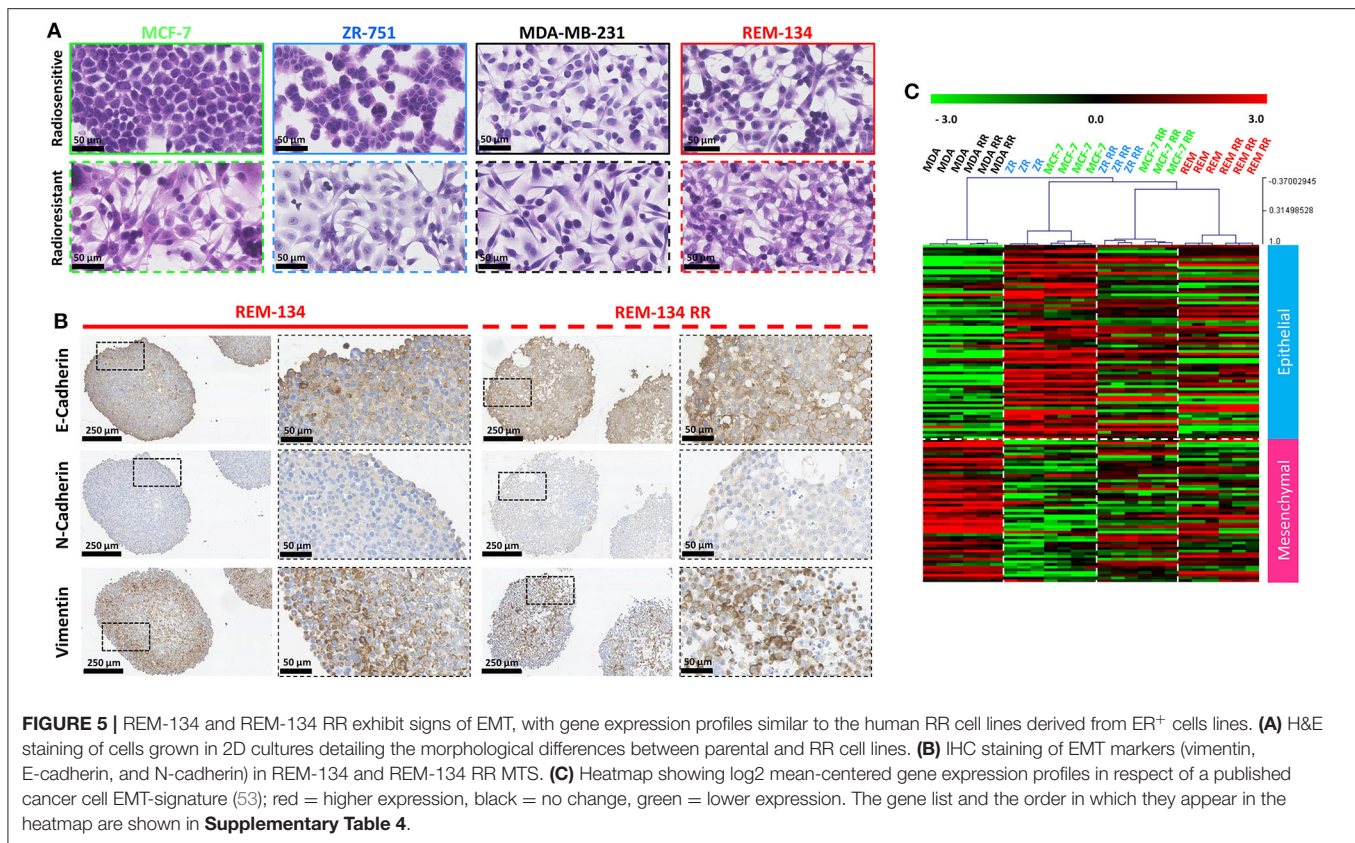 A
MCF-7
ZR-751
MDA-MB-231
REM-134
Radiosensitive
50 µm
50 µm
50 µm
50 µm
Radioresistant
50 µm
50 µm
50 µm
50 µm
B
REM-134
REM-134 RR
E-Cadherin
250 µm
50 µm
250 µm
50 µm
N-Cadherin
250 µm
50 µm
250 µm
50 µm
Vimentin
250 µm
50 µm
250 µm
50 µm
C
- 3.0
0.0
3.0
MDA
MDA
MDA
MDA RR
MDA RR
MDA RR
ZR
ZR
ZR
MCF-7
MCF-7
MCF-7
MCF-7
ZR RR
ZR RR
ZR RR
MCF-7 RR
MCF-7 RR
MCF-7 RR
REM
REM
REM
REM RR
REM RR
REM RR
-0.37002945
0.31498528
1.0
Epithelial
Mesenchymal
FIGURE 5 | REM-134 and REM-134 RR exhibit signs of EMT, with gene expression profiles similar to the human RR cell lines derived from ER+ cells lines. (A) H&E
staining of cells grown in 2D cultures detailing the morphological differences between parental and RR cell lines. (B) IHC staining of EMT markers (vimentin,
E-cadherin, and N-cadherin) in REM-134 and REM-134 RR MTS. (C) Heatmap showing log2 mean-centered gene expression profiles in respect of a published
cancer cell EMT-signature (53); red = higher expression, black = no change, green = lower expression. The gene list and the order in which they appear in the
heatmap are shown in Supplementary Table 4.